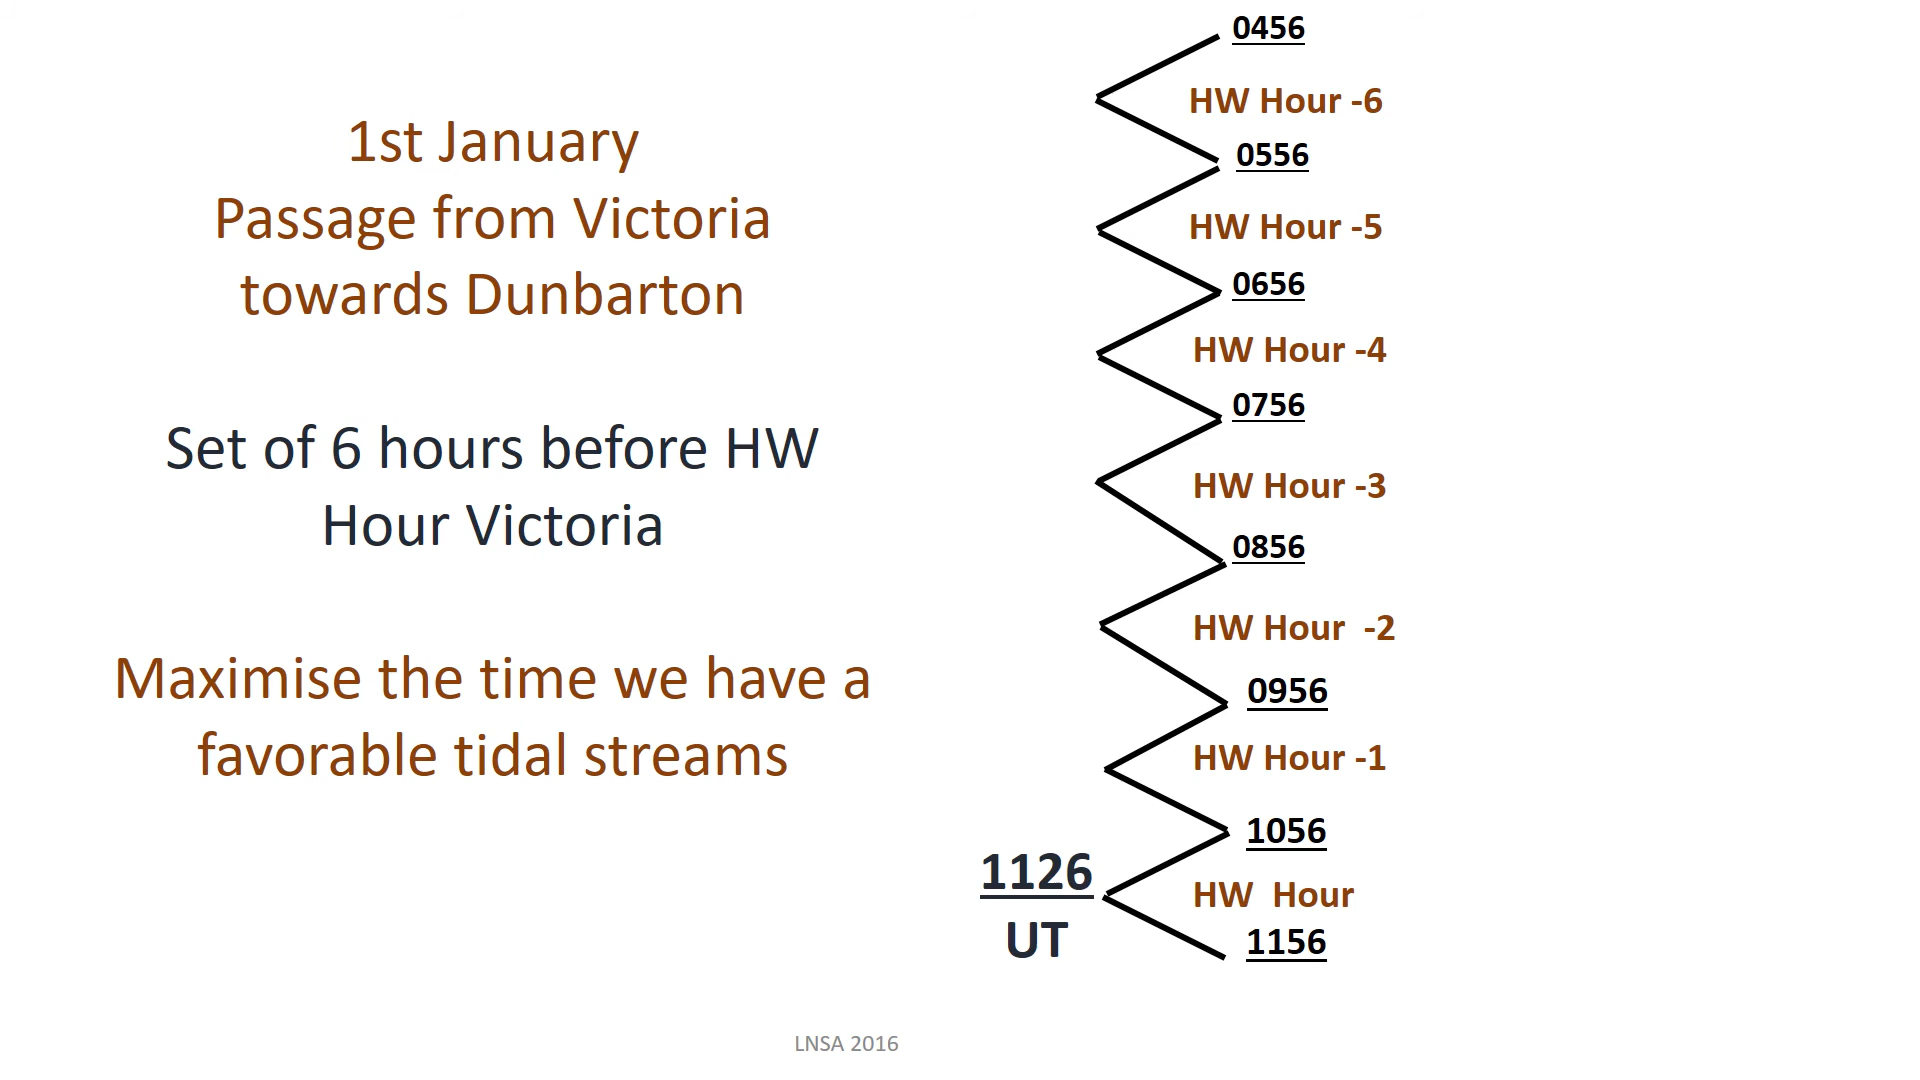 1st January
Passage from Victoria
towards Dunbarton
Set of 6 hours before HW
Hour Victoria
Maximise the time we have a
favorable tidal streams
0456
HW Hour -6
0556
HW Hour -5
0656
HW Hour -4
0756
HW Hour -3
0856
HW Hour  -2
0956
HW Hour -1
1056
1126
UT
HW  Hour
1156
LNSA 2016